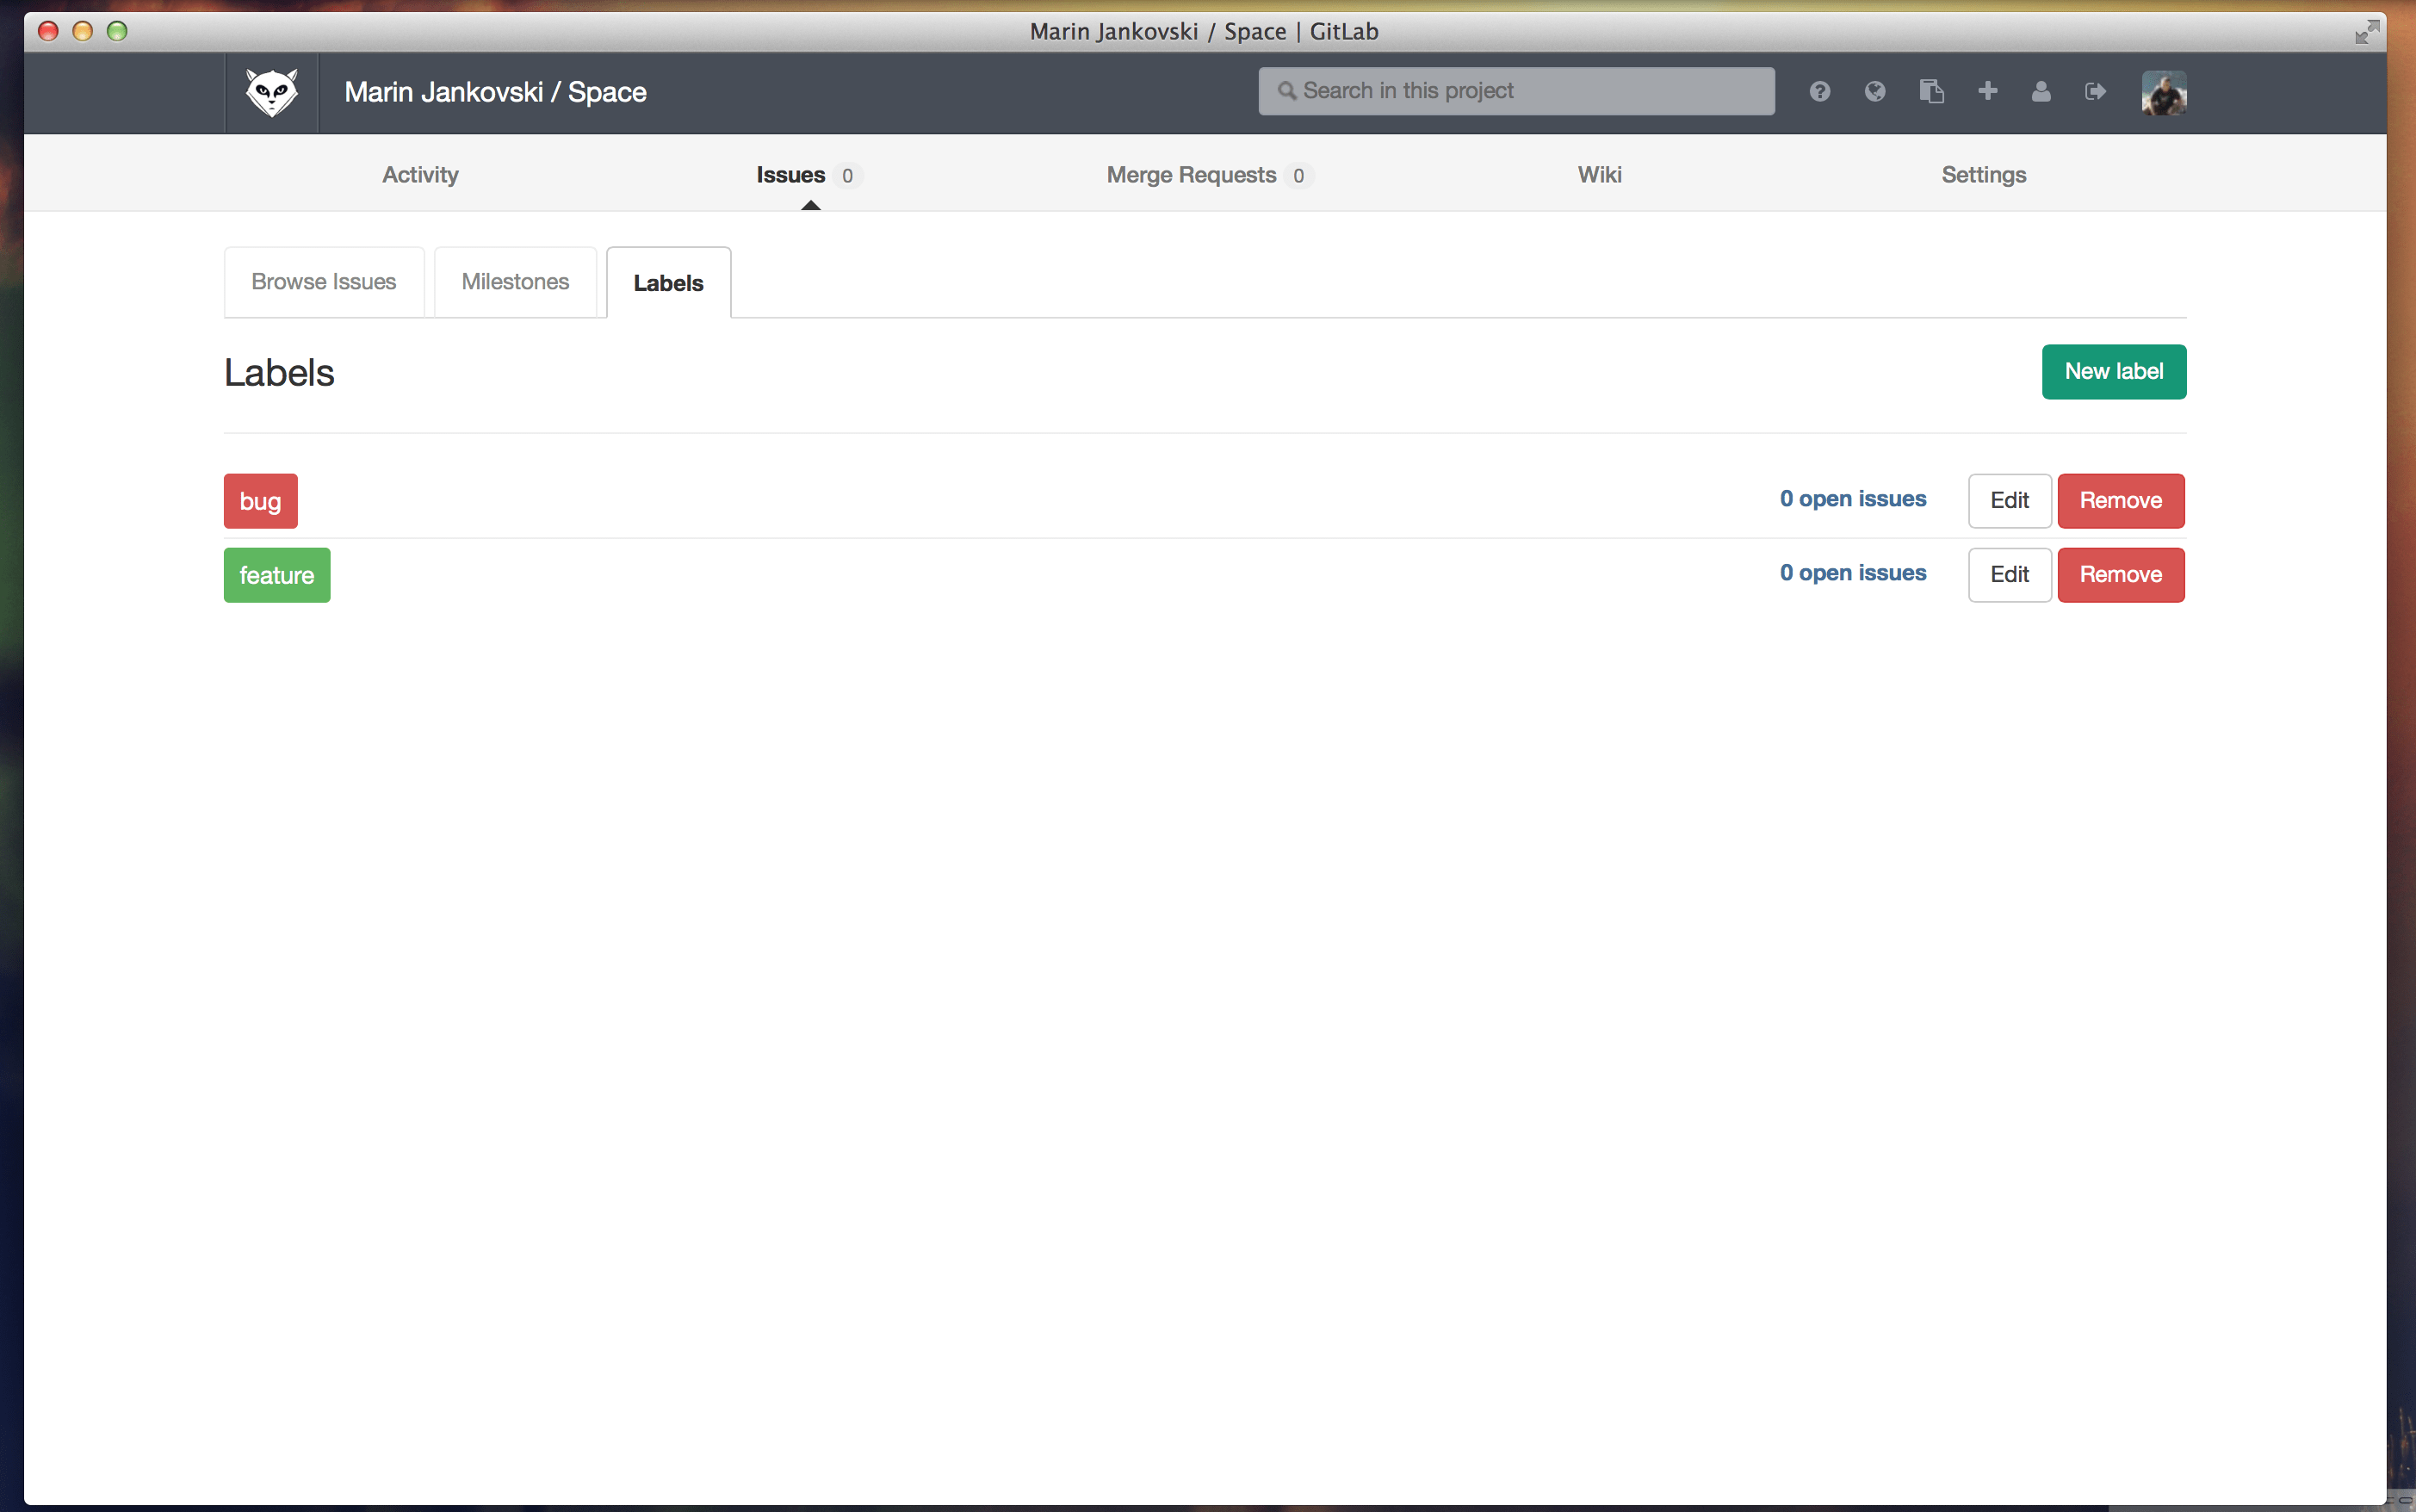 Marin Jankovski / Space | GitLab
Marin Jankovski / Space
Search in this project
Activity
Issues 0
Merge Requests 0
Wiki
Settings
Browse Issues
Milestones
Labels
Labels
New label
bug
0 open issues
Edit
Remove
feature
0 open issues
Edit
Remove